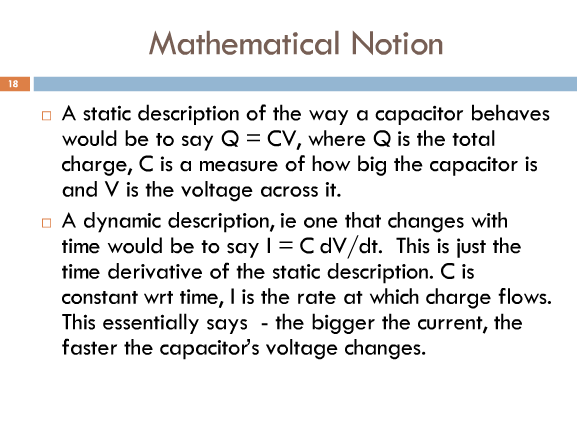 Mathematical Notion
18
A static description of the way a capacitor behaves
would be to say Q = CV, where Q is the total
charge, C is a measure of how big the capacitor is
and V is the voltage across it.
A dynamic description, ie one that changes with
time would be to say I = C dV/dt.  This is just the
time derivative of the static description. C is
constant wrt time, I is the rate at which charge flows.
This essentially says  - the bigger the current, the
faster the capacitor's voltage changes.